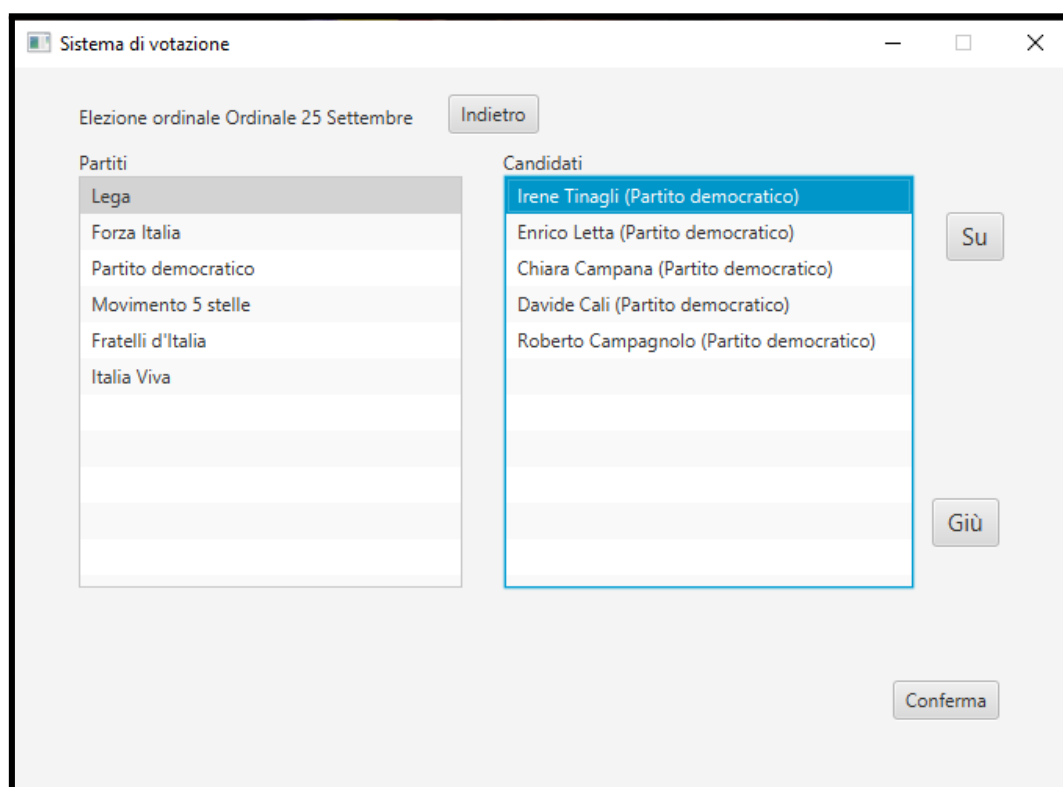 Sistema di votazione
Elezione ordinale Ordinale 25 Settembre
Indietro
Partiti
Lega
Forza Italia
Partito democratico
Movimento 5 stelle
Fratelli d'Italia
Italia Viva
Candidati
Irene Tinagli (Partito democratico)
Enrico Letta (Partito democratico)
Chiara Campana (Partito democratico)
Davide Cali (Partito democratico)
Roberto Campagnolo (Partito democratico)
Su
Giù
Conferma